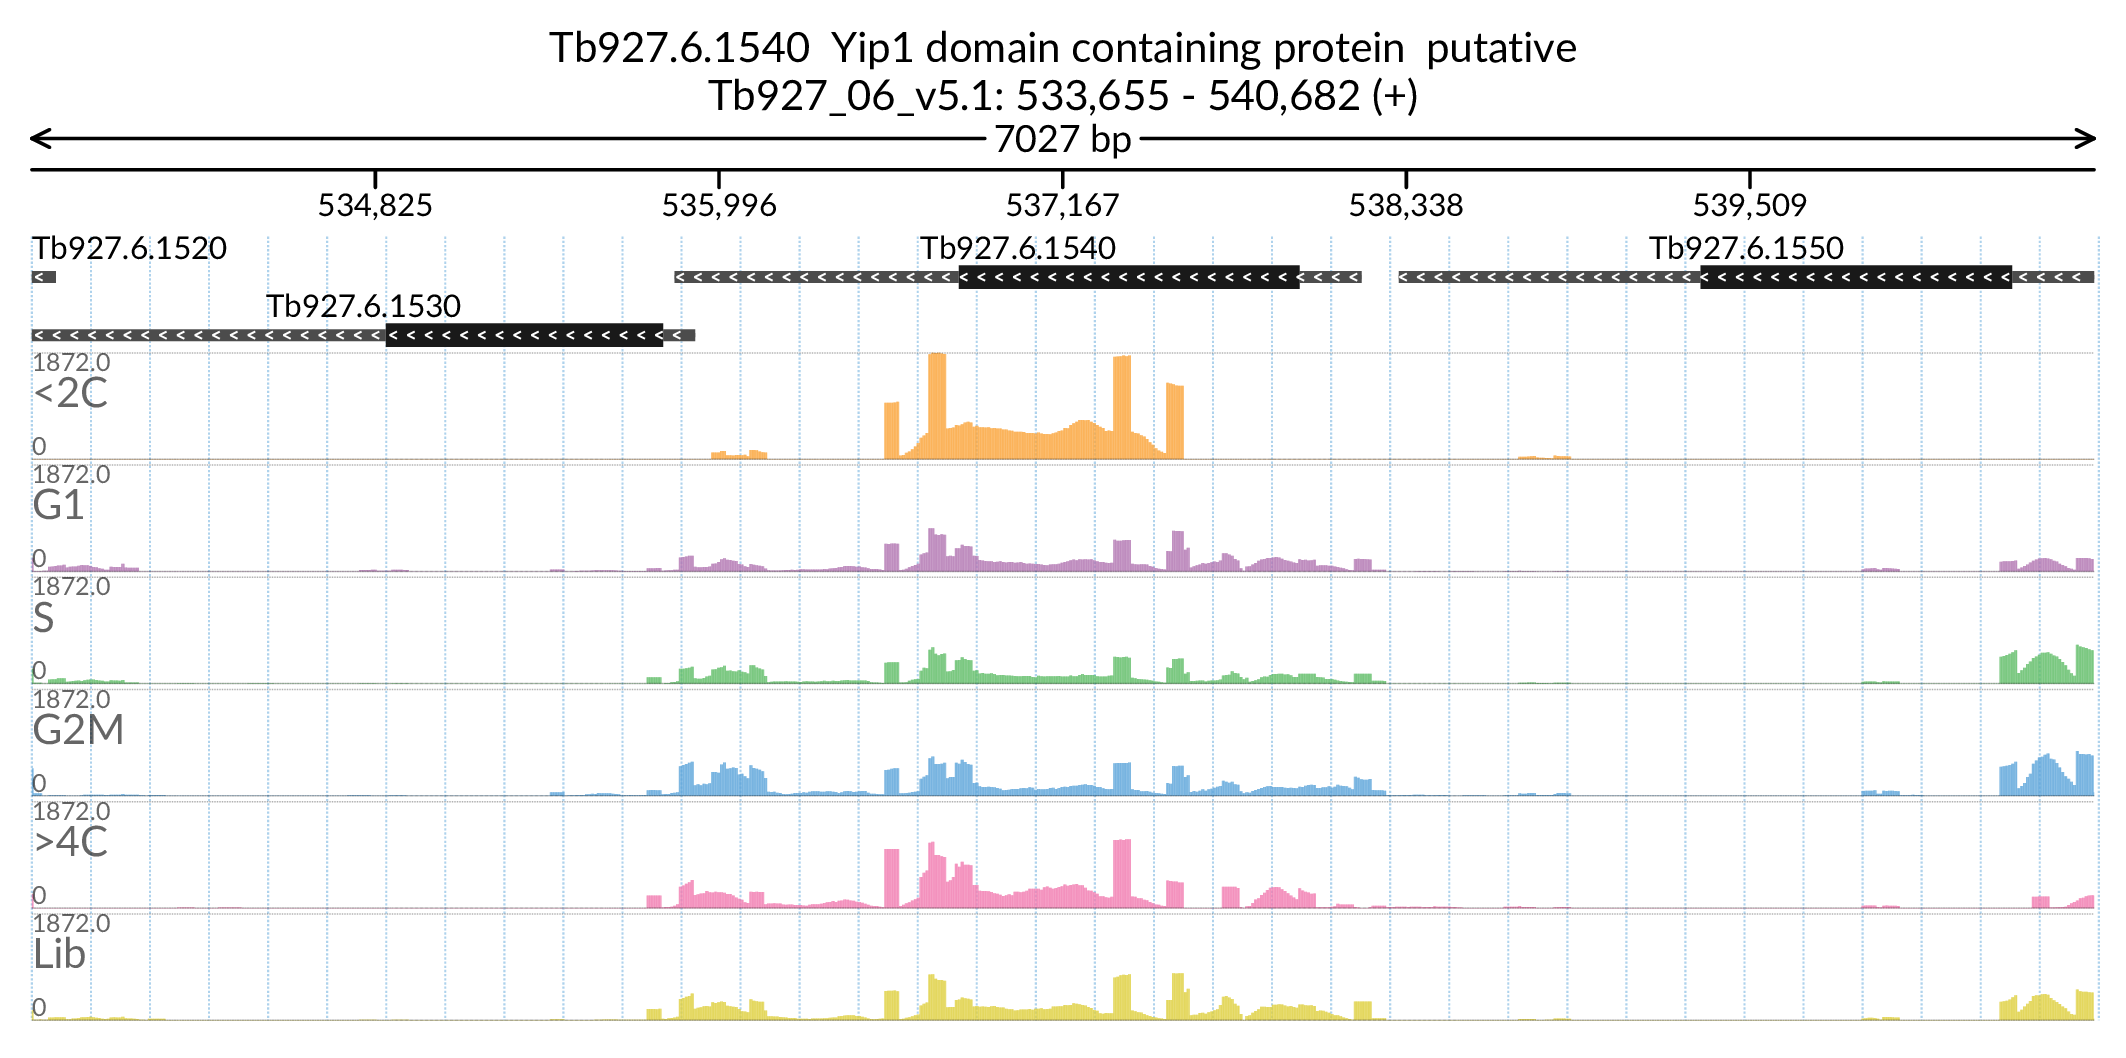 Tb927.6.1540  Yip1 domain containing protein  putative
Tb927_06_v5.1: 533,655 - 540,682 (+)
7027 bp
534,825 535,996 537,167 538,338 539,509
Tb927.6.1520 Tb927.6.1540 Tb927.6.1550
Tb927.6.1530
1872.0
<2C
0
1872.0
G1
0
1872.0
S
0
1872.0
G2M
0
1872.0
>4C
0
1872.0
Lib
0